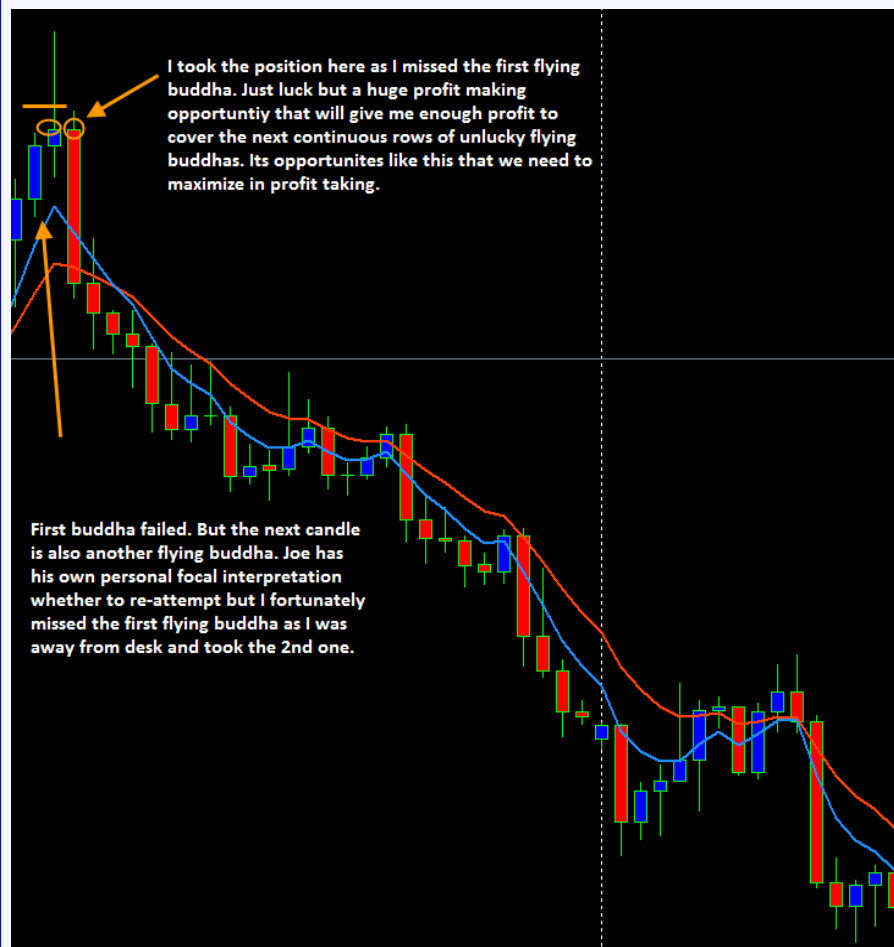 I took the position here as I missed the first flying
buddha. Just luck but a huge profit making
opportuntiy that will give me enough profit to
cover the next continuous rows of unlucky flying
buddhas. Its opportunites like this that we need to
maximize in profit taking.
First buddha failed. But the next candle
is also another flying buddha. Joe has
his own personal focal interpretation
whether to re-attempt but I fortunately
missed the first flying buddha as I was
away from desk and took the 2nd one.